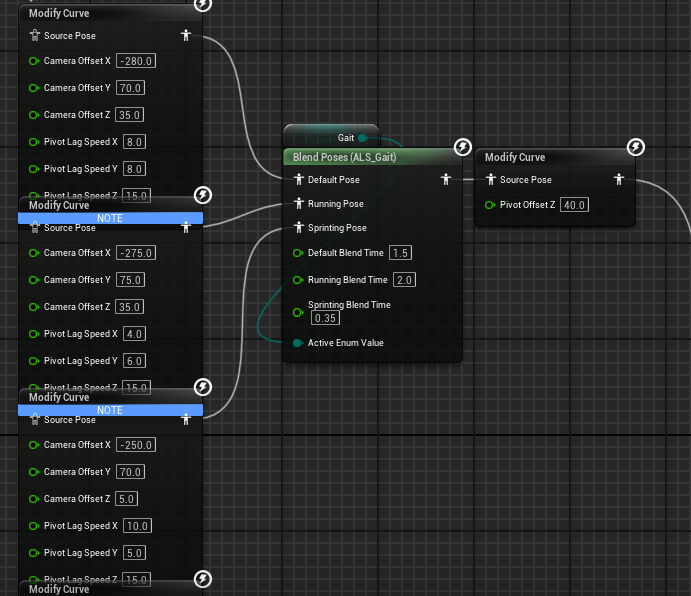 Modify Curve
Source Pose
Camera Offset X -280.0
Camera Offset Y 70.0
Camera Offset Z 35.0
Pivot Lag Speed X 8.0
Pivot Lag Speed Y 8.0
Pivot Lag Speed Z 15.0
Modify Curve
NOTE
Source Pose
Camera Offset X -275.0
Camera Offset Y 75.0
Camera Offset Z 35.0
Pivot Lag Speed X 4.0
Pivot Lag Speed Y 6.0
Pivot Lag Speed Z 15.0
Modify Curve
NOTE
Source Pose
Camera Offset X -250.0
Camera Offset Y 70.0
Camera Offset Z 5.0
Pivot Lag Speed X 10.0
Pivot Lag Speed Y 5.0
Pivot Lag Speed Z 15.0
Modify Curve
Gait
Blend Poses (ALS_Gait)
Default Pose
Running Pose
Sprinting Pose
Default Blend Time 1.5
Running Blend Time 2.0
Sprinting Blend Time
0.35
Active Enum Value
Modify Curve
Source Pose
Pivot Offset Z 40.0